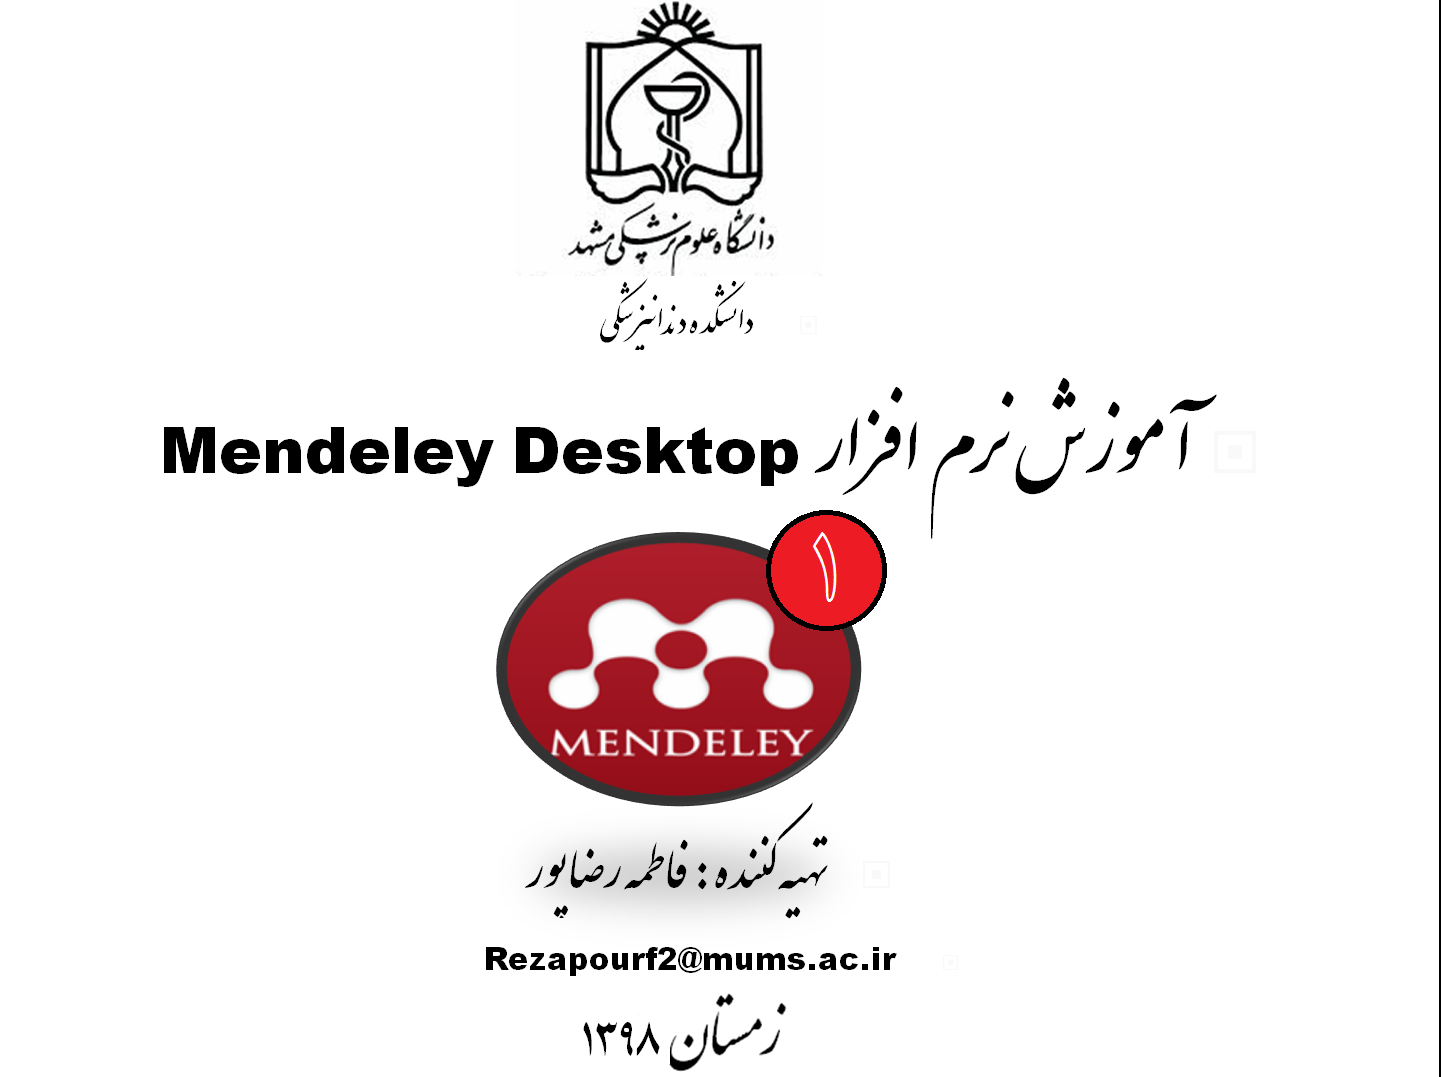 دانشگاه علوم پزشکی مشهد
دانشکده دندانپزشکی
آموزش نرم افزار Mendeley Desktop
۱
MENDELEY
تهیه کننده : فاطمه رضاپور
Rezapourf2@mums.ac.ir
زمستان ۱۳۹۸